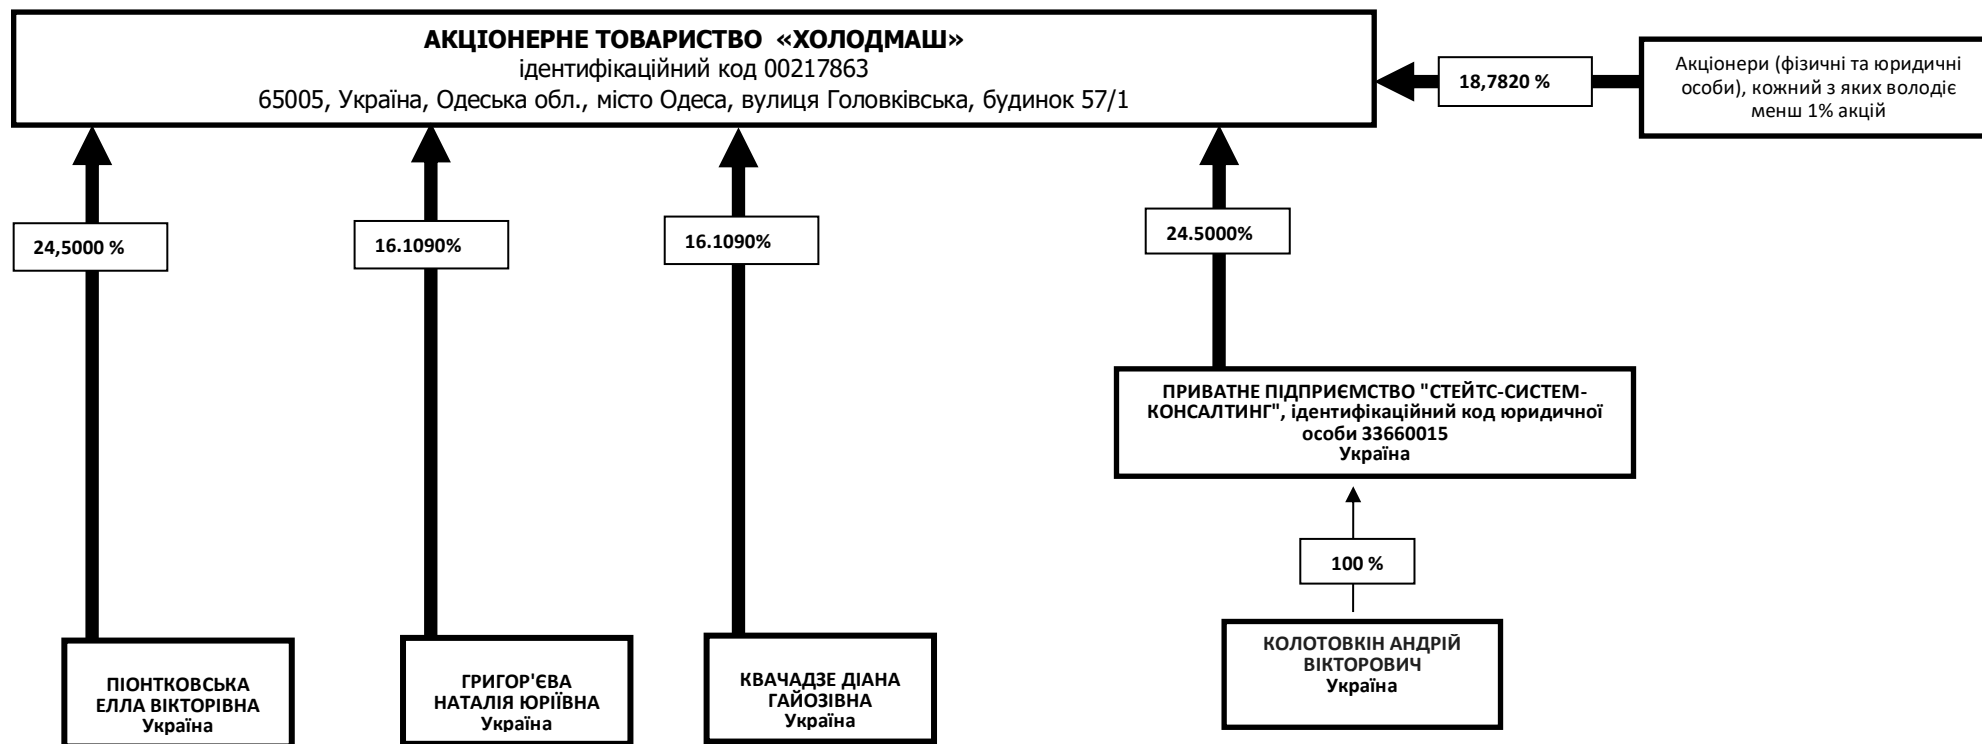 АКЦІОНЕРНЕ ТОВАРИСТВО «ХОЛОДМАШ»
ідентифікаційний код 00217863
65005, Україна, Одеська обл., місто Одеса, вулиця Головківська, будинок 57/1
18,7820 %
Акціонери (фізичні та юридичні
особи), кожний з яких володіє
менш 1% акцій
24,5000 %
16.1090%
16.1090%
24.5000%
ПРИВАТНЕ ПІДПРИЄМСТВО "СТЕЙТС-СИСТЕМ-
КОНСАЛТИНГ", ідентифікаційний код юридичної
особи 33660015
Україна
100 %
ПІОНТКОВСЬКА
ЕЛЛА ВІКТОРІВНА
Україна
ГРИГОР'ЄВА
НАТАЛІЯ ЮРІЇВНА
Україна
КВАЧАДЗЕ ДІАНА
ГАЙОЗІВНА
Україна
КОЛОТОВКІН АНДРІЙ
ВІКТОРОВИЧ
Україна